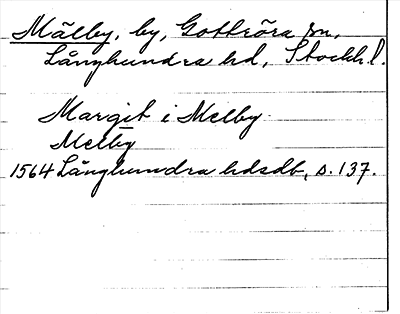 Mälby, by, Gottröra sn,
Långhundra hd, Stockh. l.
Margit i Melby
Melby
1564 Långhundra hdsdb, s. 137.